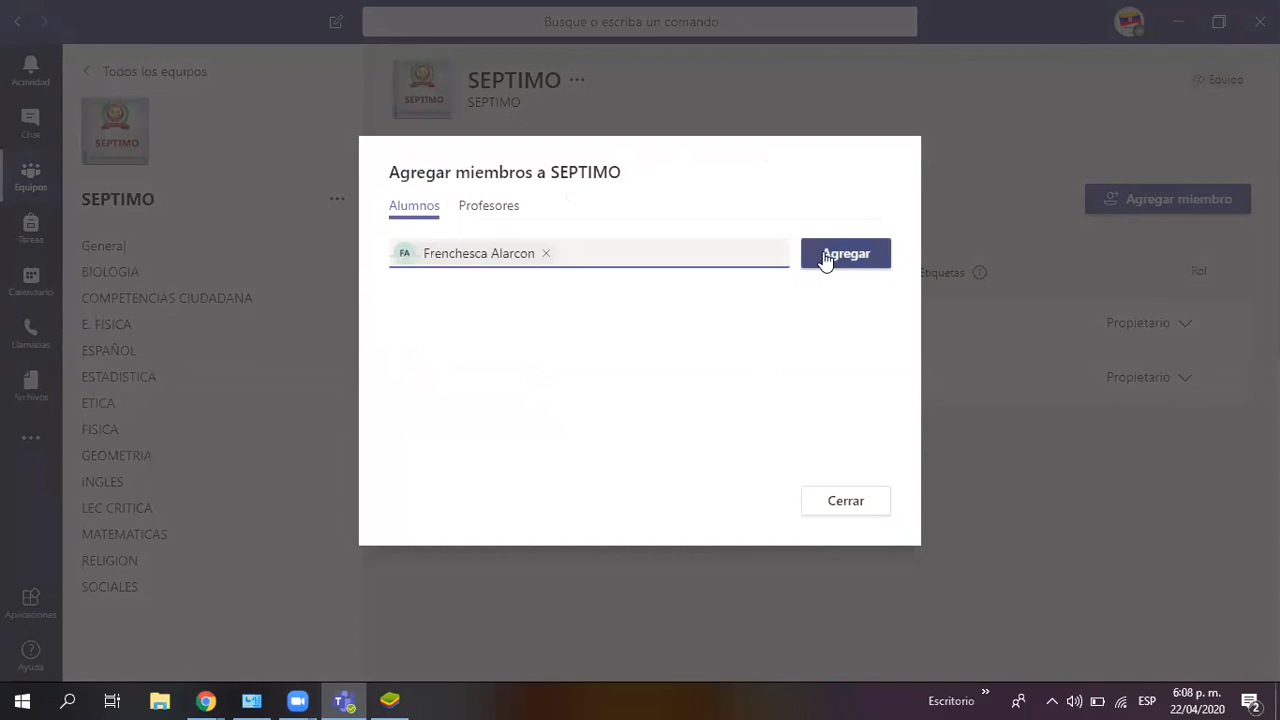 Busque o escriba un comando
Actividad
Chat
Equipos
Tareas
Calendario
Llamadas
Archivos
Aplicaciones
Ayuda
Todos los equipos
SEPTIMO
SEPTIMO
General
BIOLOGIA
COMPETENCIAS CIUDADANA
E. FISICA
ESPAÑOL
ESTADISTICA
ETICA
FISICA
GEOMETRIA
INGLES
LEC CRITICA
MATEMATICAS
RELIGION
SOCIALES
SEPTIMO
SEPTIMO ...
SEPTIMO
Equipo
Agregar miembro
Etiquetas
Rol
Propietario
Propietario
Agregar miembros a SEPTIMO
Alumnos Profesores
FA Frenchesca Alarcon ×
Agregar
Cerrar
Escritorio »
ESP
6:08 p. m.
22/04/2020
2